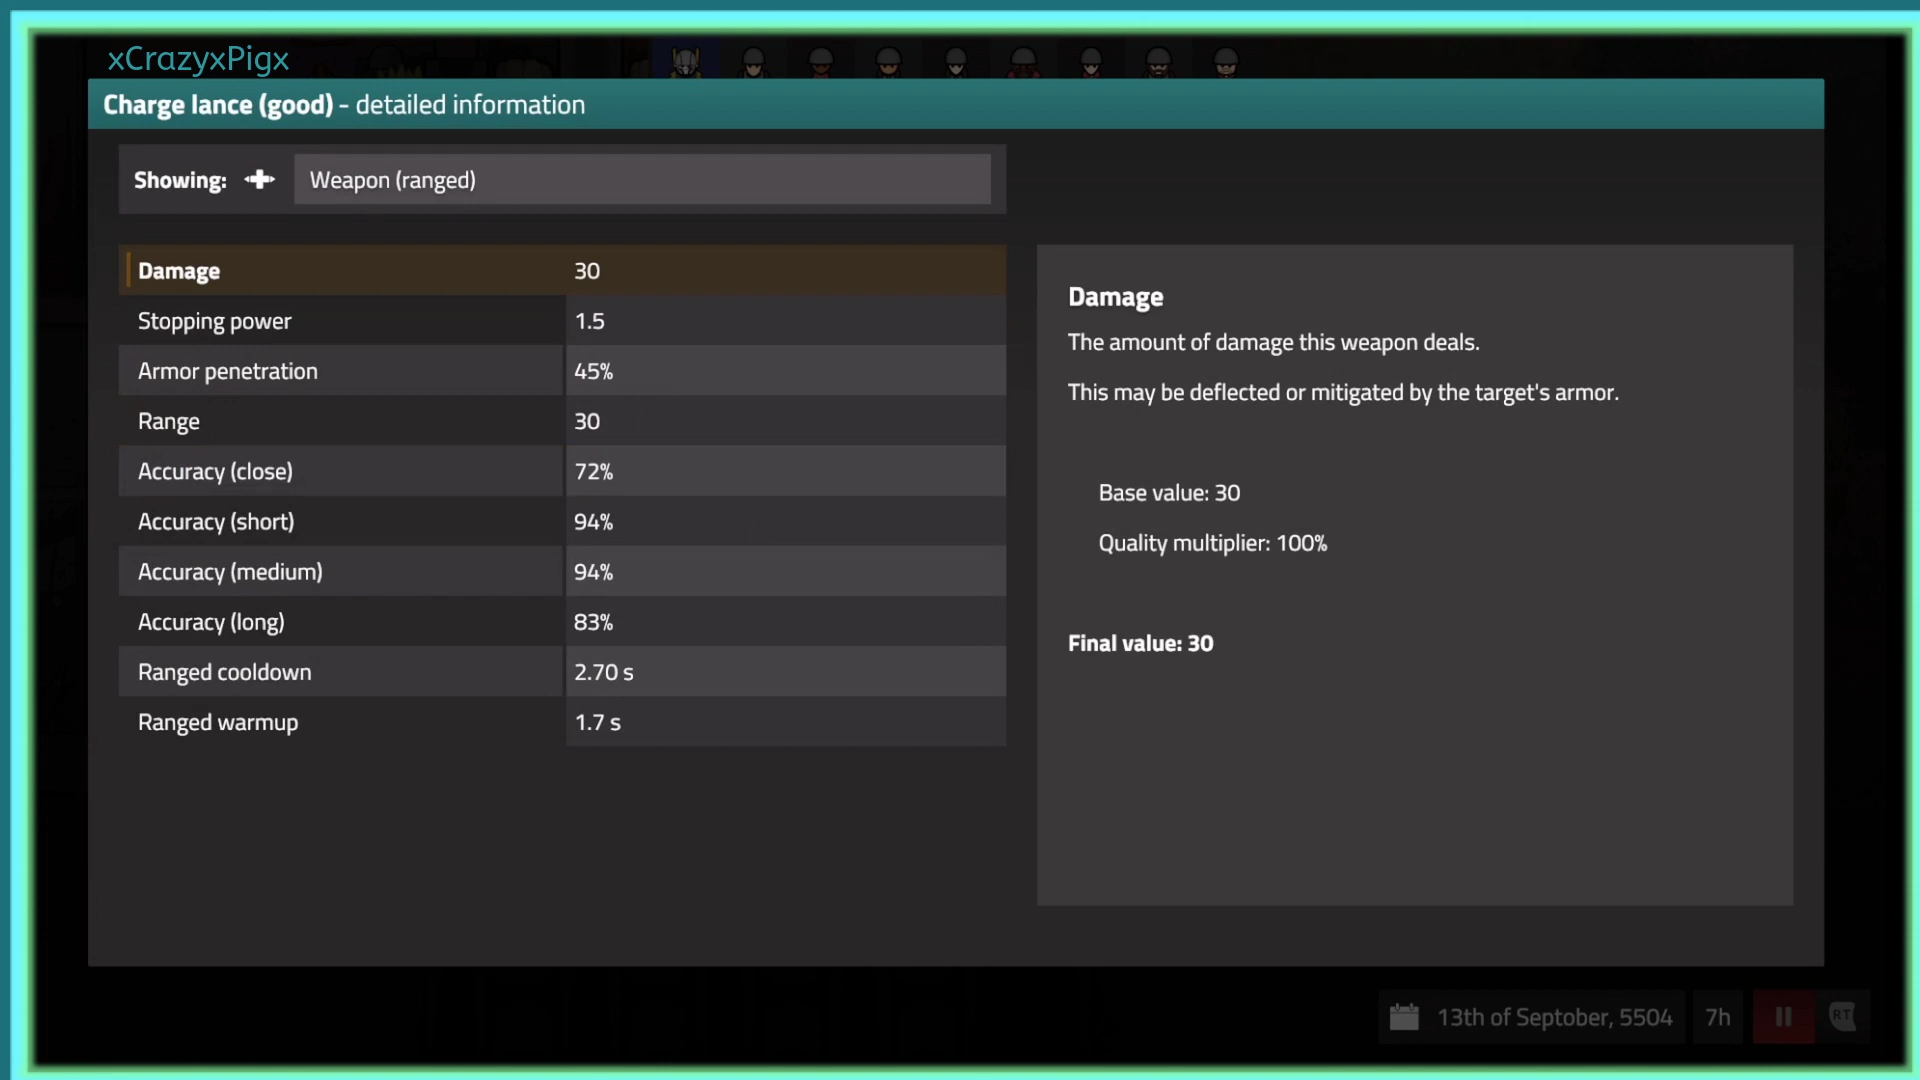 xCrazyxPigx
Charge lance (good) - detailed information
Showing: Weapon (ranged)
Damage 30
Stopping power 1.5
Armor penetration 45%
Range 30
Accuracy (close) 72%
Accuracy (short) 94%
Accuracy (medium) 94%
Accuracy (long) 83%
Ranged cooldown 2.70 s
Ranged warmup 1.7 s
Damage
The amount of damage this weapon deals.
This may be deflected or mitigated by the target's armor.
Base value: 30
Quality multiplier: 100%
Final value: 30
13th of Septober, 5504 7h RT